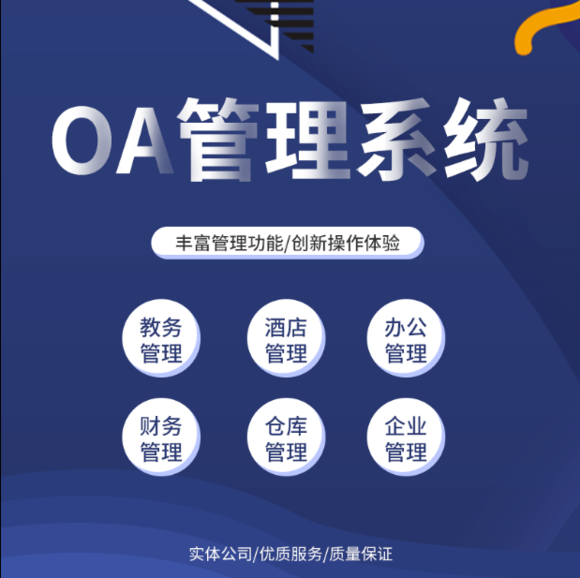 OA管理系统
丰富管理功能/创新操作体验
教务
管理
酒店
管理
办公
管理
财务
管理
仓库
管理
企业
管理
实体公司/优质服务/质量保证